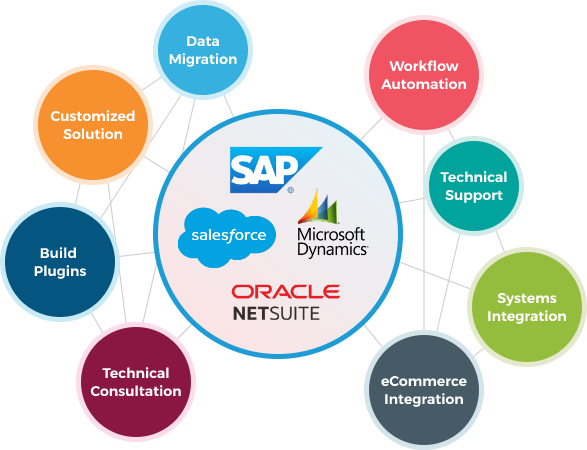 Data
Migration
Workflow
Automation
Customized
Solution
SAP®
Technical
Support
salesforce
Microsoft
Dynamics®
Build
Plugins
ORACLE
NETSUITE
Systems
Integration
Technical
Consultation
eCommerce
Integration